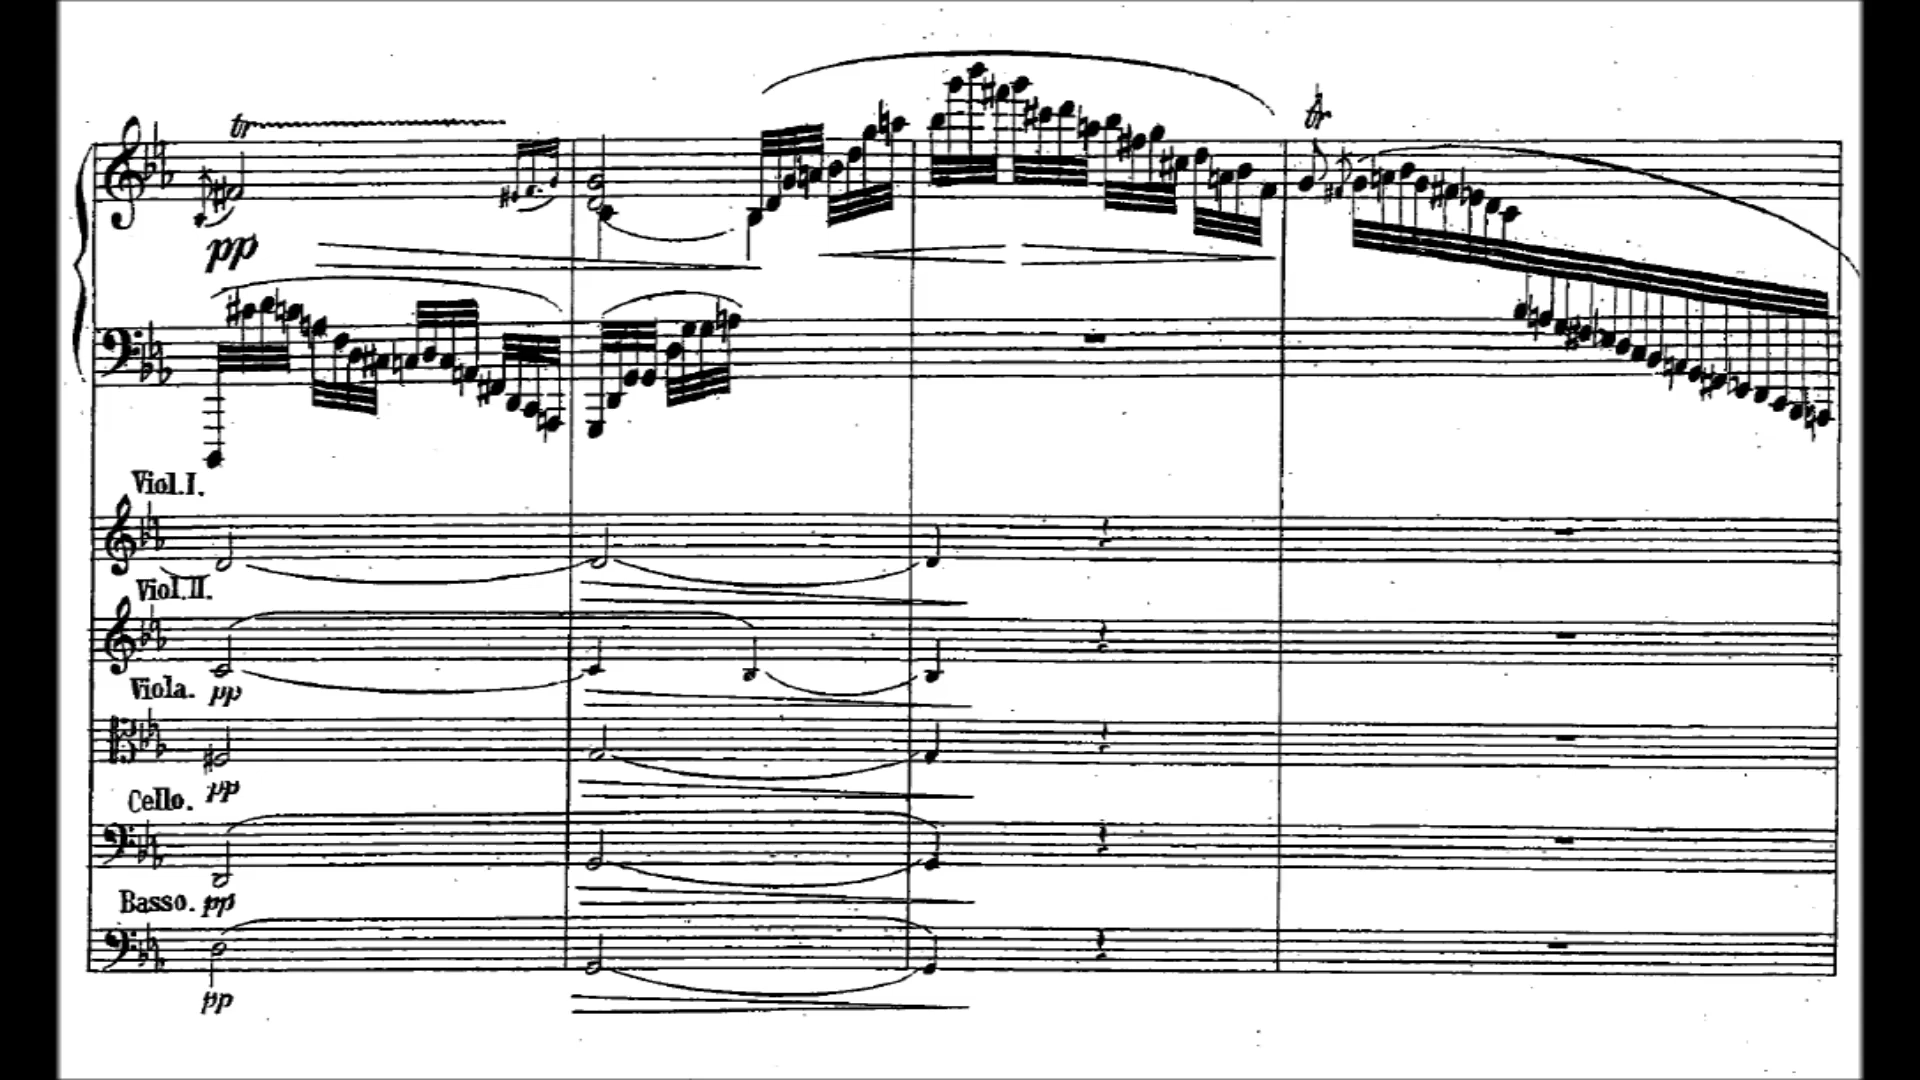 tr
tr
pp
Viol.I.
Viol.II.
Viola. pp
pp
Cello.
Basso. pp
pp